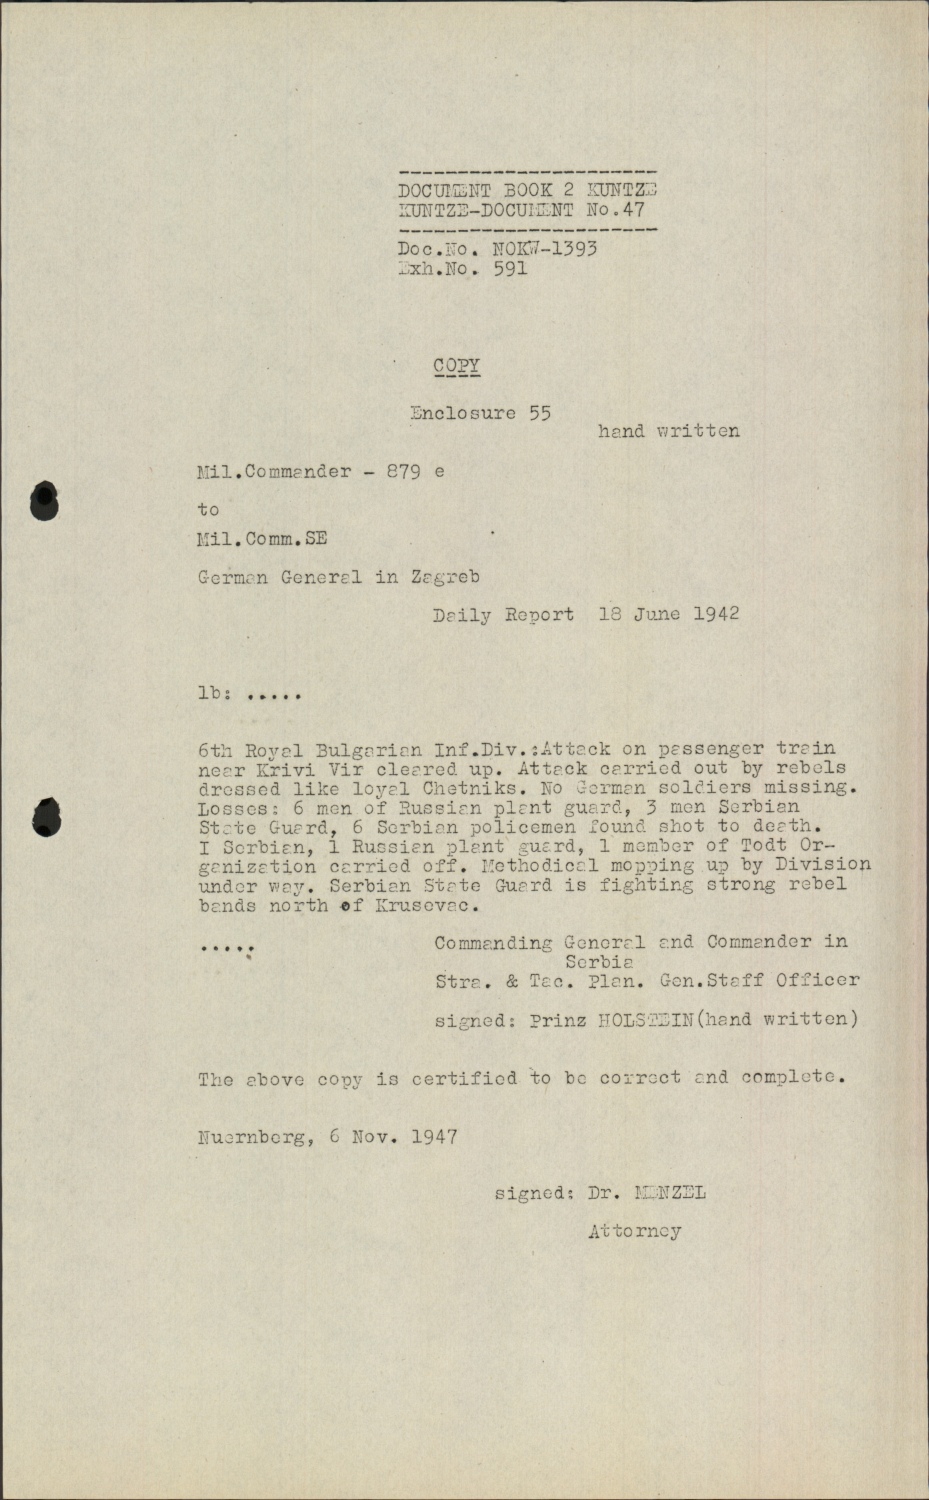 DOCUMENT BOOK 2 KUNTZE
KUNTZE-DOCUMENT No.47
Doc.No. NOKW-1393
Exh.No. 591
COPY
Enclosure 55
hand written
Mil.Commander - 879 e
to
Mil.Comm.SE
German General in Zagreb
Daily Report 18 June 1942
lb: .....
6th Royal Bulgarian Inf.Div.:Attack on passenger train
near Krivi Vir cleared up. Attack carried out by rebels
dressed like loyal Chetniks. No German soldiers missing.
Losses: 6 men of Russian plant guard, 3 men Serbian
State Guard, 6 Serbian policemen found shot to death.
I Serbian, 1 Russian plant guard, 1 member of Todt Or-
ganization carried off. Methodical mopping up by Division
under way. Serbian State Guard is fighting strong rebel
bands north of Krusevac.
.....
Commanding General and Commander in
Serbia
Stra. & Tac. Plan. Gen.Staff Officer
signed: Prinz HOLSTEIN(hand written)
The above copy is certified to be correct and complete.
Nuernberg, 6 Nov. 1947
signed: Dr. MENZEL
Attorney